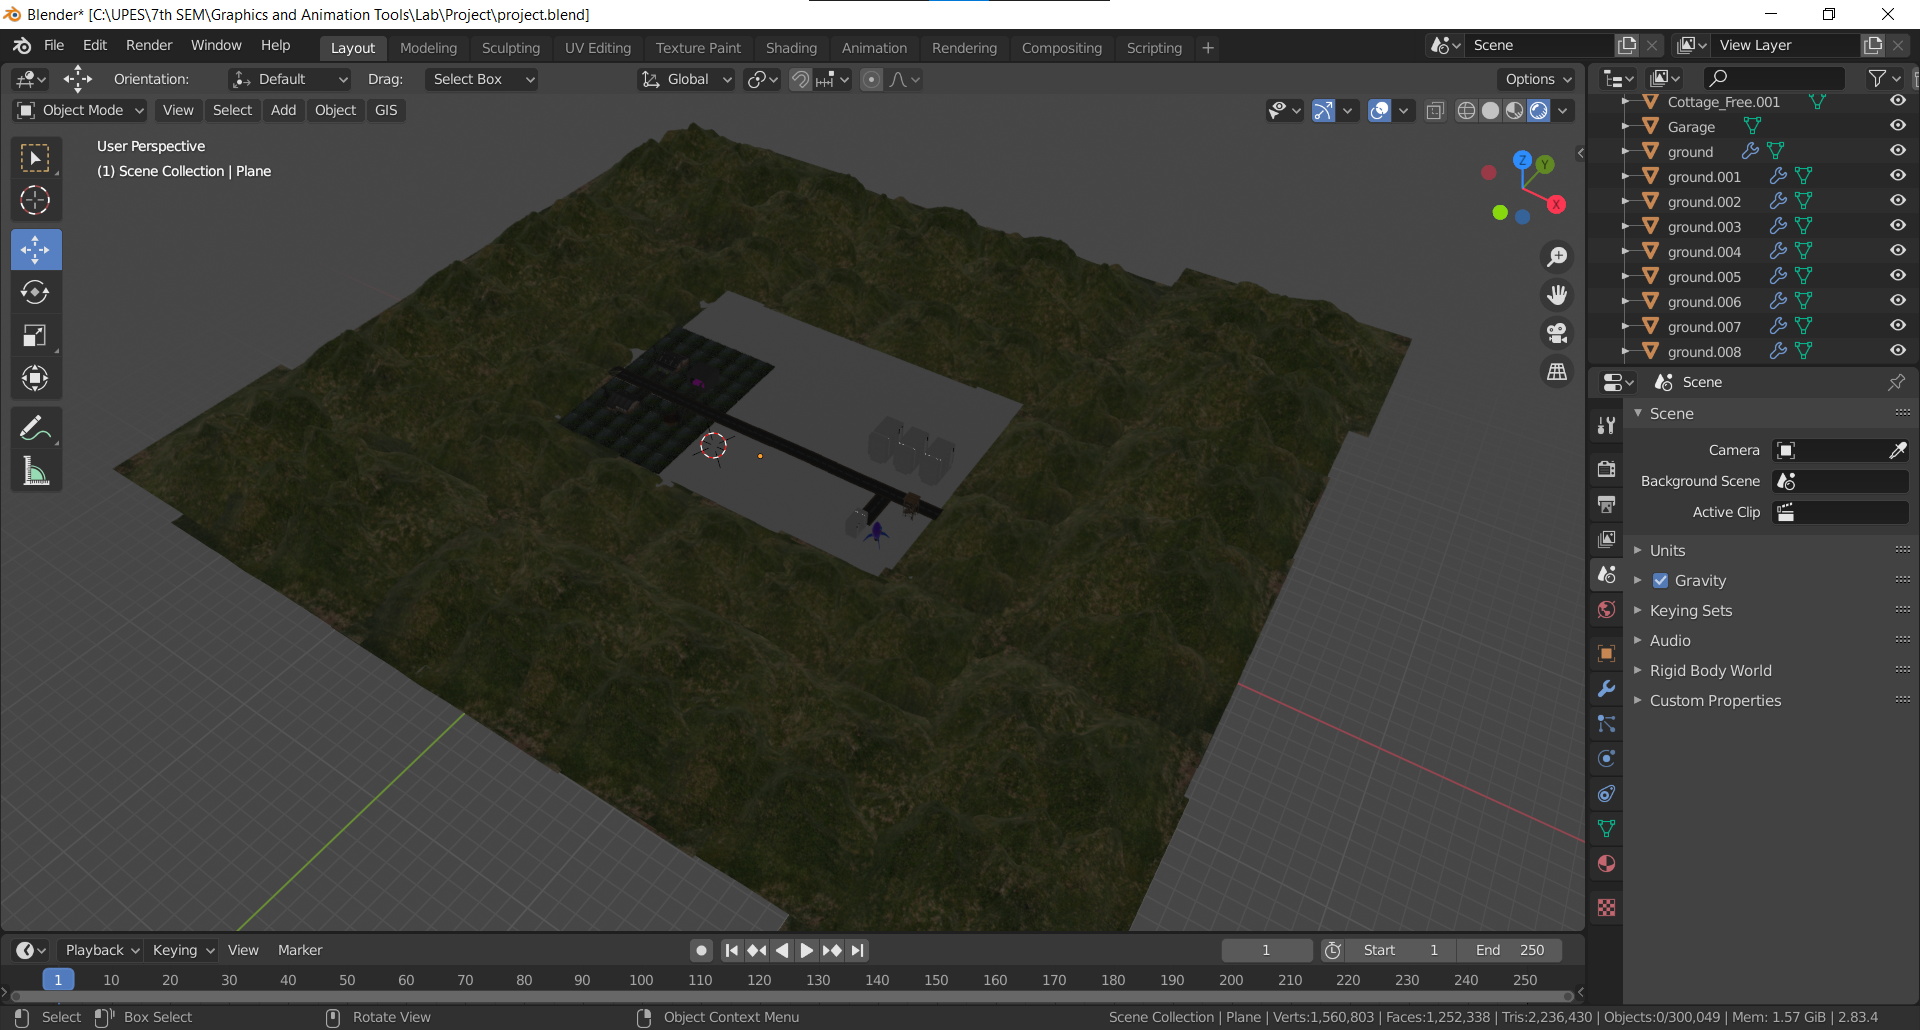 Blender* [C:\UPES\7th SEM\Graphics and Animation Tools\Lab\Project\project.blend]
File Edit Render Window Help Layout Modeling Sculpting UV Editing Texture Paint Shading Animation Rendering Compositing Scripting + Scene View Layer
Orientation: Default Drag: Select Box Global Options
Object Mode View Select Add Object GIS
User Perspective
(1) Scene Collection | Plane
Z Y X
Cottage_Free.001
Garage
ground
ground.001
ground.002
ground.003
ground.004
ground.005
ground.006
ground.007
ground.008
Scene
Scene
Camera
Background Scene
Active Clip
Units
Gravity
Keying Sets
Audio
Rigid Body World
Custom Properties
Playback Keying View Marker 1 Start 1 End 250
1 10 20 30 40 50 60 70 80 90 100 110 120 130 140 150 160 170 180 190 200 210 220 230 240 250
Select Box Select Rotate View Object Context Menu Scene Collection | Plane | Verts:1,560,803 | Faces:1,252,338 | Tris:2,236,430 | Objects:0/300,049 | Mem: 1.57 GiB | 2.83.4